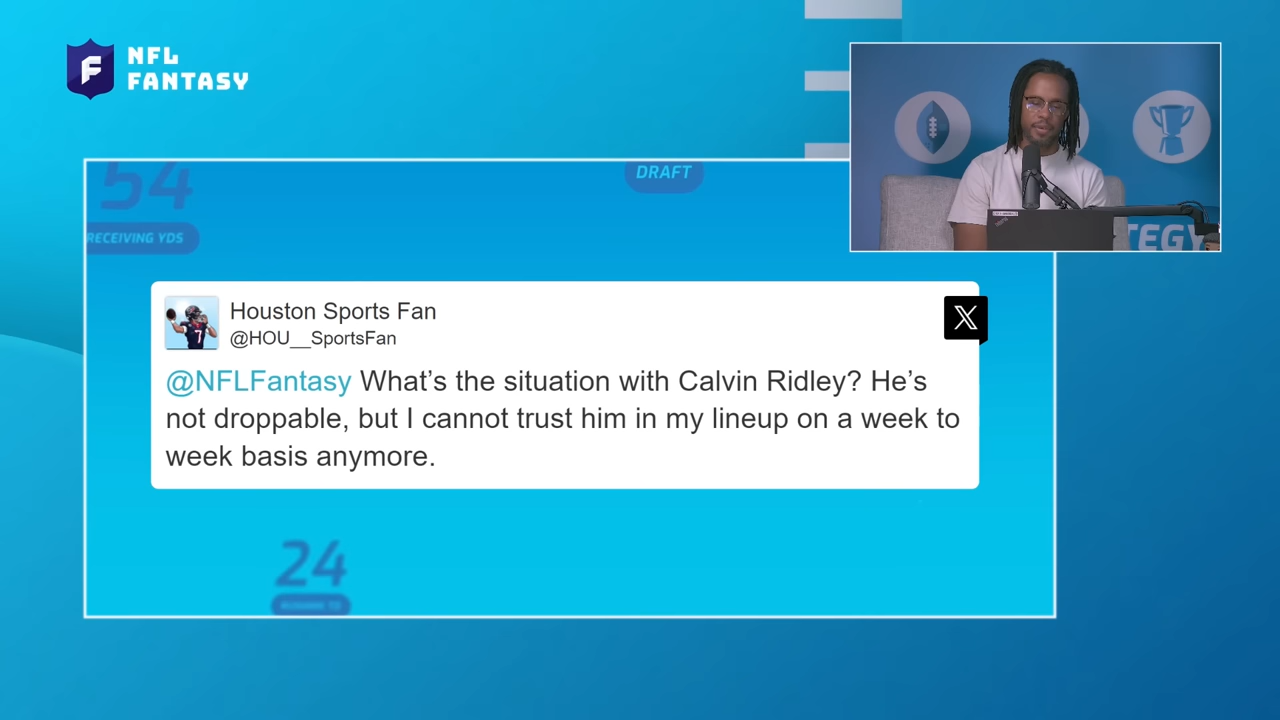 NFL
FANTASY
54
RECEIVING YDS
DRAFT
TEGY
Houston Sports Fan
@HOU__SportsFan
@NFLFantasy What’s the situation with Calvin Ridley? He’s
not droppable, but I cannot trust him in my lineup on a week to
week basis anymore.
24